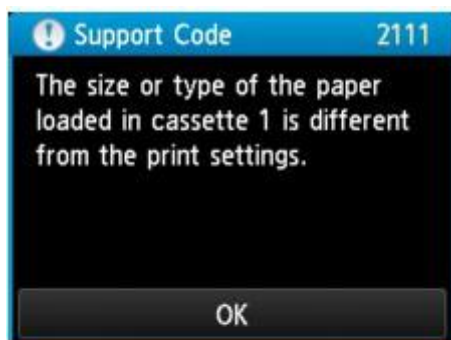 Support Code 2111
The size or type of the paper
loaded in cassette 1 is different
from the print settings.
OK